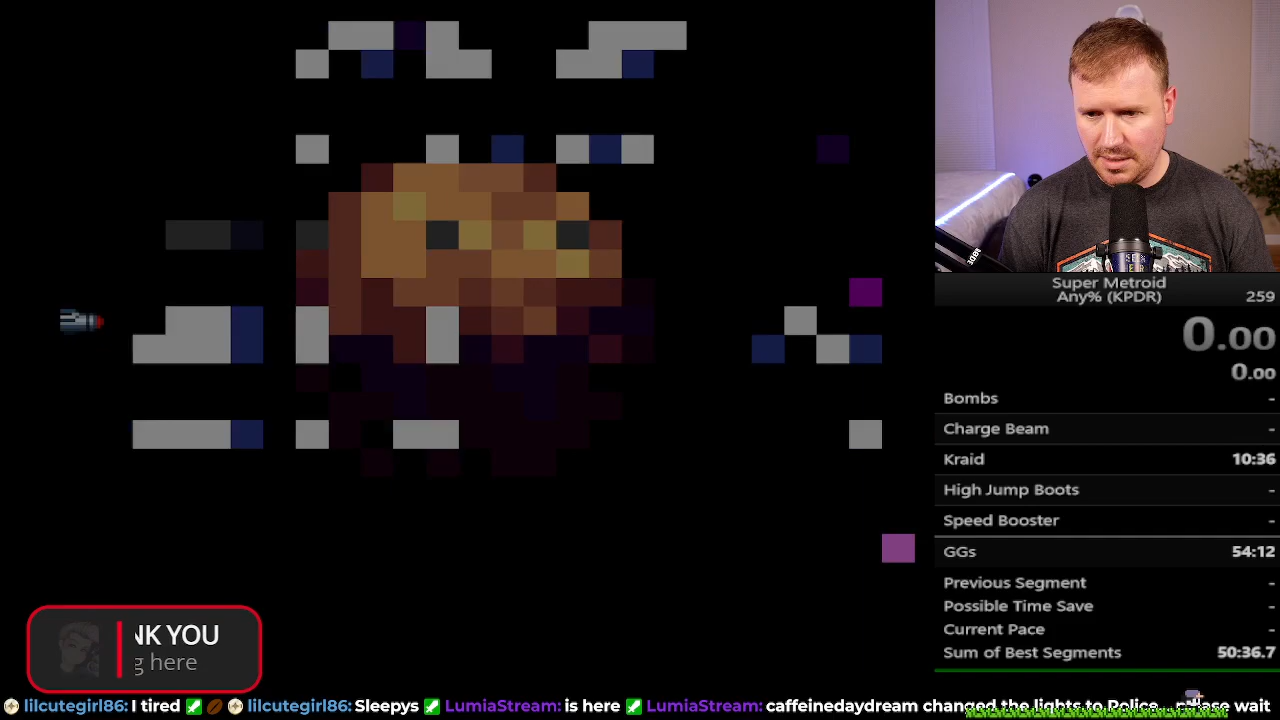 Super Metroid
Any% (KPDR) 259
0.00
0.00
Bombs -
Charge Beam -
Kraid 10:36
High Jump Boots -
Speed Booster -
GGs 54:12
Previous Segment -
Possible Time Save -
Current Pace -
Sum of Best Segments 50:36.7
NK YOU
g here
lilcutegirl86: I tired lilcutegirl86: Sleepys LumiaStream: is here LumiaStream: caffeinedaydream changed the lights to Police wait